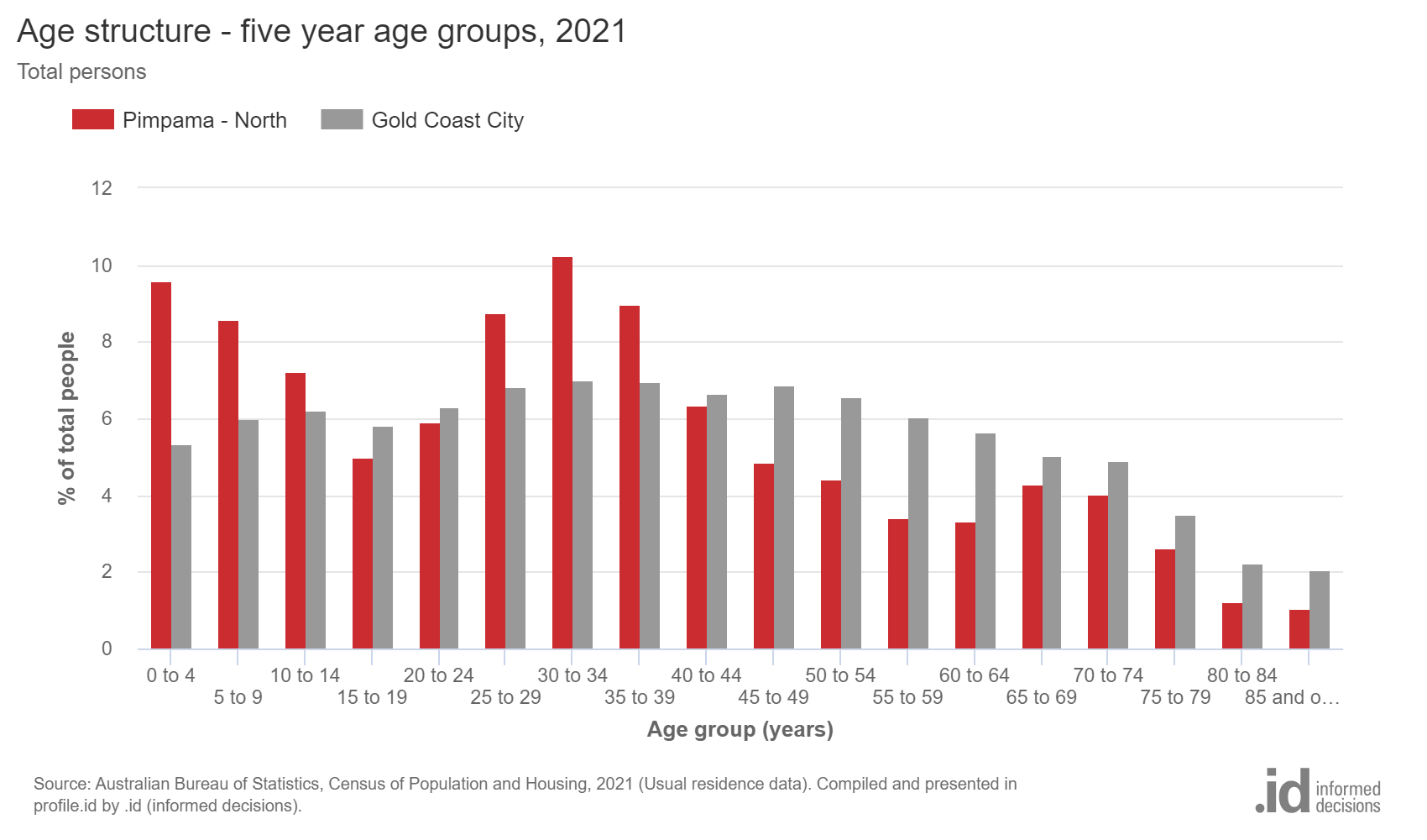 Age structure - five year age groups, 2021
Total persons
Pimpama - North
Gold Coast City
12
10
8
6
4
2
0
% of total people
0 to 4
5 to 9
10 to 14
15 to 19
20 to 24
25 to 29
30 to 34
35 to 39
40 to 44
45 to 49
50 to 54
55 to 59
60 to 64
65 to 69
70 to 74
75 to 79
80 to 84
85 and o…
Age group (years)
Source: Australian Bureau of Statistics, Census of Population and Housing, 2021 (Usual residence data). Compiled and presented in
profile.id by .id (informed decisions).
.id informed
decisions